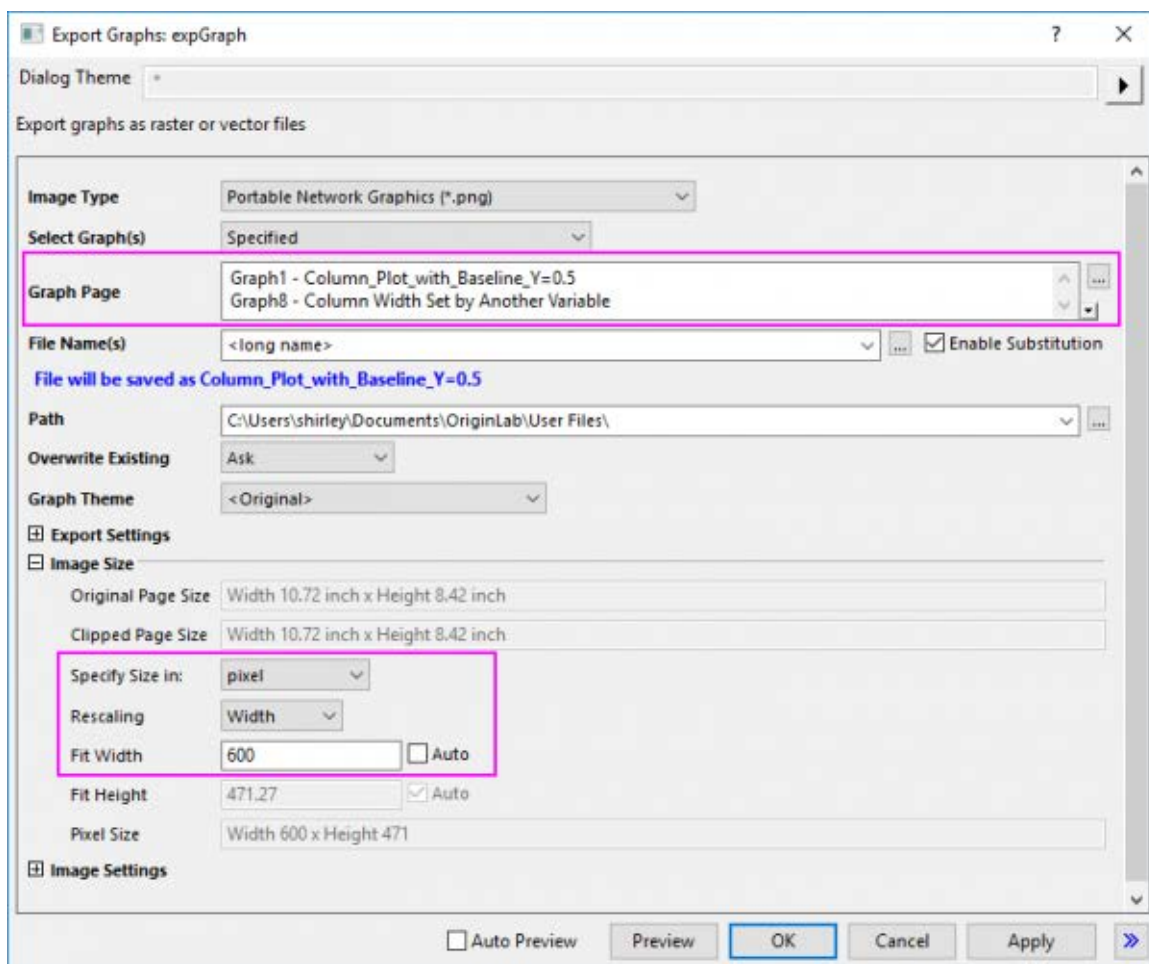 Export Graphs: expGraph ? ×
Dialog Theme *
Export graphs as raster or vector files
Image Type Portable Network Graphics (*.png)
Select Graph(s) Specified
Graph Page Graph1 - Column_Plot_with_Baseline_Y=0.5
Graph8 - Column Width Set by Another Variable
...
File Name(s) <long name> ... Enable Substitution
File will be saved as Column_Plot_with_Baseline_Y=0.5
Path C:\Users\shirley\Documents\OriginLab\User Files\ ...
Overwrite Existing Ask
Graph Theme <Original>
Export Settings
Image Size
Original Page Size Width 10.72 inch x Height 8.42 inch
Clipped Page Size Width 10.72 inch x Height 8.42 inch
Specify Size in: pixel
Rescaling Width
Fit Width 600 Auto
Fit Height 471.27 Auto
Pixel Size Width 600 x Height 471
Image Settings
Auto Preview Preview OK Cancel Apply »